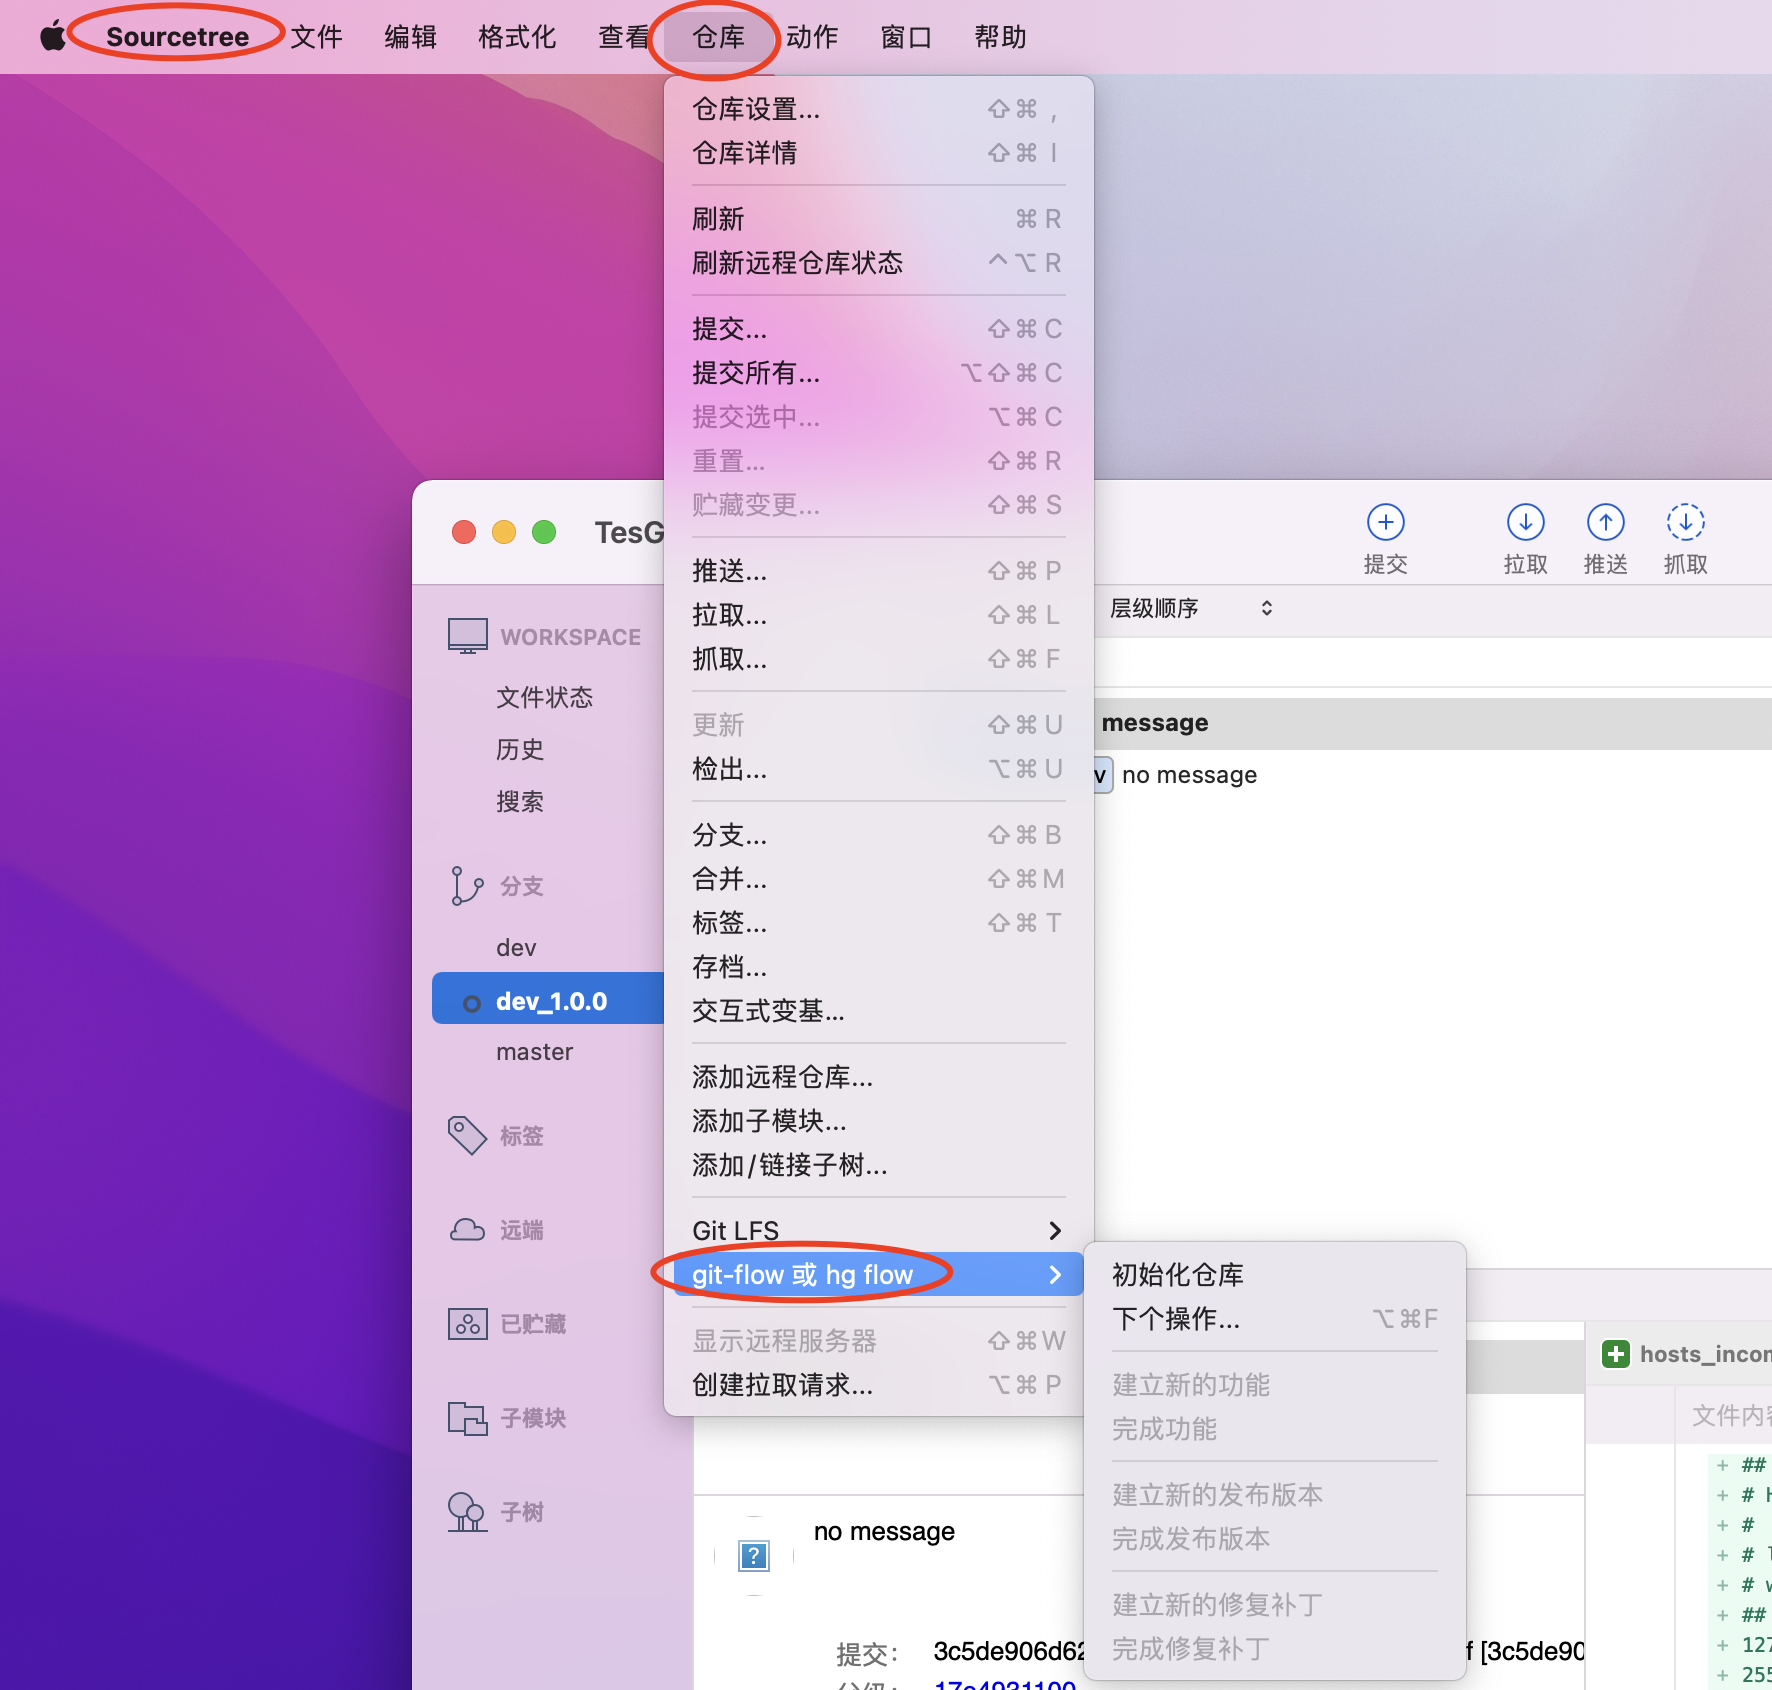 Sourcetree 文件 编辑 格式化 查看 仓库 动作 窗口 帮助
仓库设置... ⇧⌘ ,
仓库详情 ⇧⌘ I
刷新 ⌘ R
刷新远程仓库状态 ^⌥ R
提交... ⇧⌘ C
提交所有... ⌥⇧⌘ C
提交选中... ⌥⌘ C
重置... ⇧⌘ R
贮藏变更... ⇧⌘ S
推送... ⇧⌘ P
拉取... ⇧⌘ L
抓取... ⇧⌘ F
更新 ⇧⌘ U
检出... ⌥⌘ U
分支... ⇧⌘ B
合并... ⇧⌘ M
标签... ⇧⌘ T
存档...
交互式变基...
添加远程仓库...
添加子模块...
添加/链接子树...
Git LFS
git-flow 或 hg flow
显示远程服务器 ⇧⌘W
创建拉取请求... ⌥⌘ P
初始化仓库
下个操作... ⌥⌘F
建立新的功能
完成功能
建立新的发布版本
完成发布版本
建立新的修复补丁
完成修复补丁
TesG
提交 拉取 推送 抓取
层级顺序
message
v no message
WORKSPACE
文件状态
历史
搜索
分支
dev
dev_1.0.0
master
标签
远端
已贮藏
子模块
子树
no message
提交: 3c5de906d62 f [3c5de90
17e4931100
hosts_incon
文件内容
+ ##
+ # H
+ #
+ # l
+ # w
+ ##
+ 127
+ 255